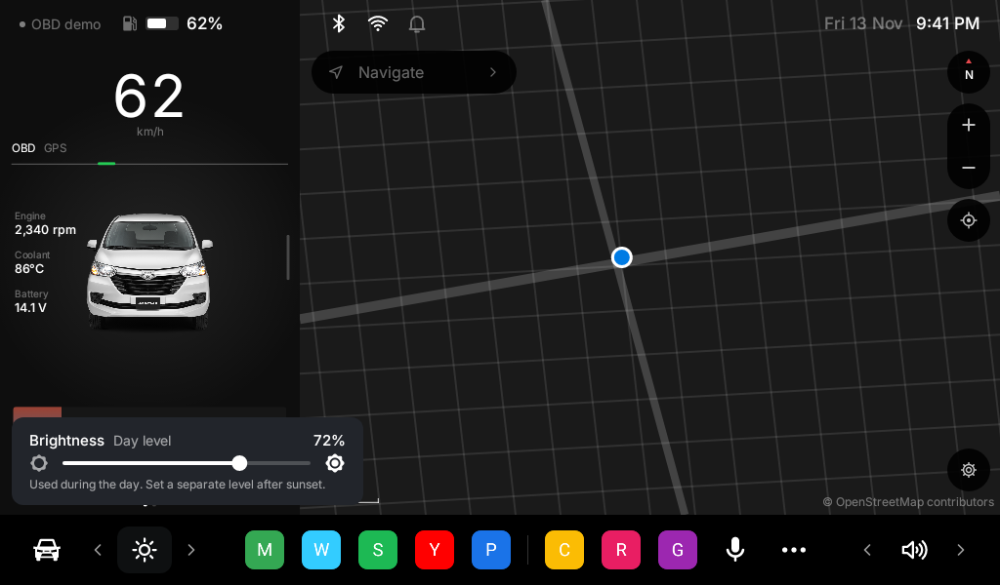 OBD demo
62%
Fri 13 Nov 9:41 PM
Navigate
N
62
km/h
OBD GPS
Engine
2,340 rpm
Coolant
86°C
Battery
14.1 V
Brightness Day level 72%
Used during the day. Set a separate level after sunset.
© OpenStreetMap contributors
M W S Y P C R G